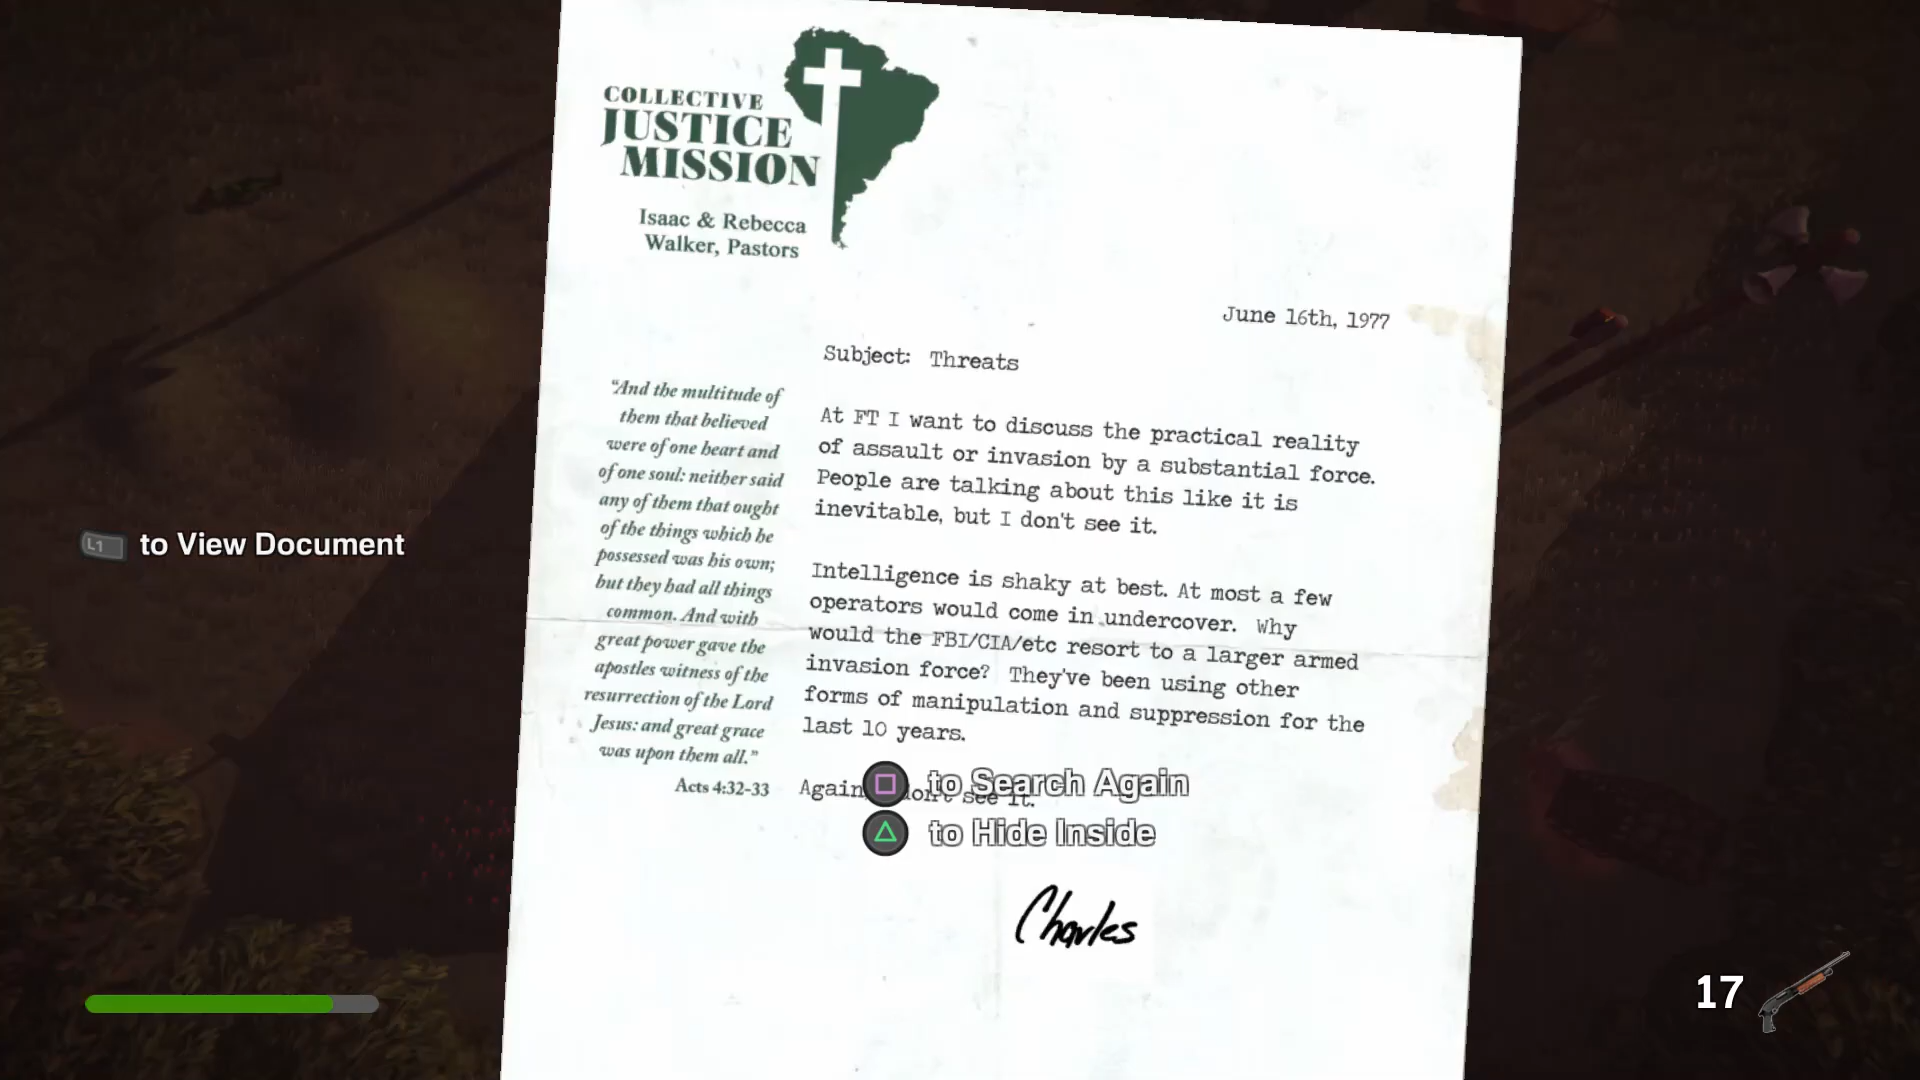 COLLECTIVE
JUSTICE
MISSION
Isaac & Rebecca
Walker, Pastors
June 16th, 1977
Subject: Threats
"And the multitude of
them that believed
were of one heart and
of one soul: neither said
any of them that ought
of the things which he
possessed was his own;
but they had all things
common. And with
great power gave the
apostles witness of the
resurrection of the Lord
Jesus: and great grace
was upon them all."
Acts 4:32-33
At FT I want to discuss the practical reality
of assault or invasion by a substantial force.
People are talking about this like it is
inevitable, but I don't see it.
Intelligence is shaky at best. At most a few
operators would come in undercover. Why
would the FBI/CIA/etc resort to a larger armed
invasion force? They've been using other
forms of manipulation and suppression for the
last 10 years.
Again see it.
Charles
L1 to View Document
to Search Again
to Hide Inside
17